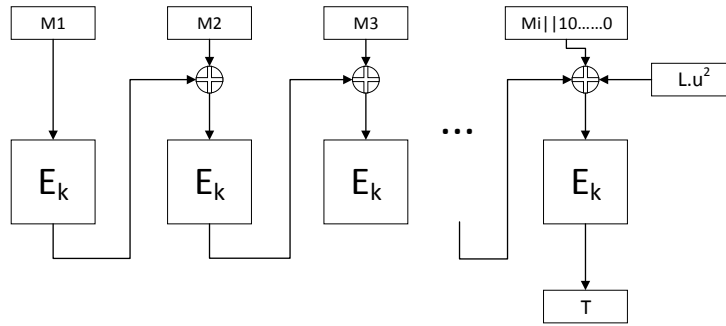 M1
M2
M3
Mi||10......0
L.u²
...
Eₖ
Eₖ
Eₖ
Eₖ
T